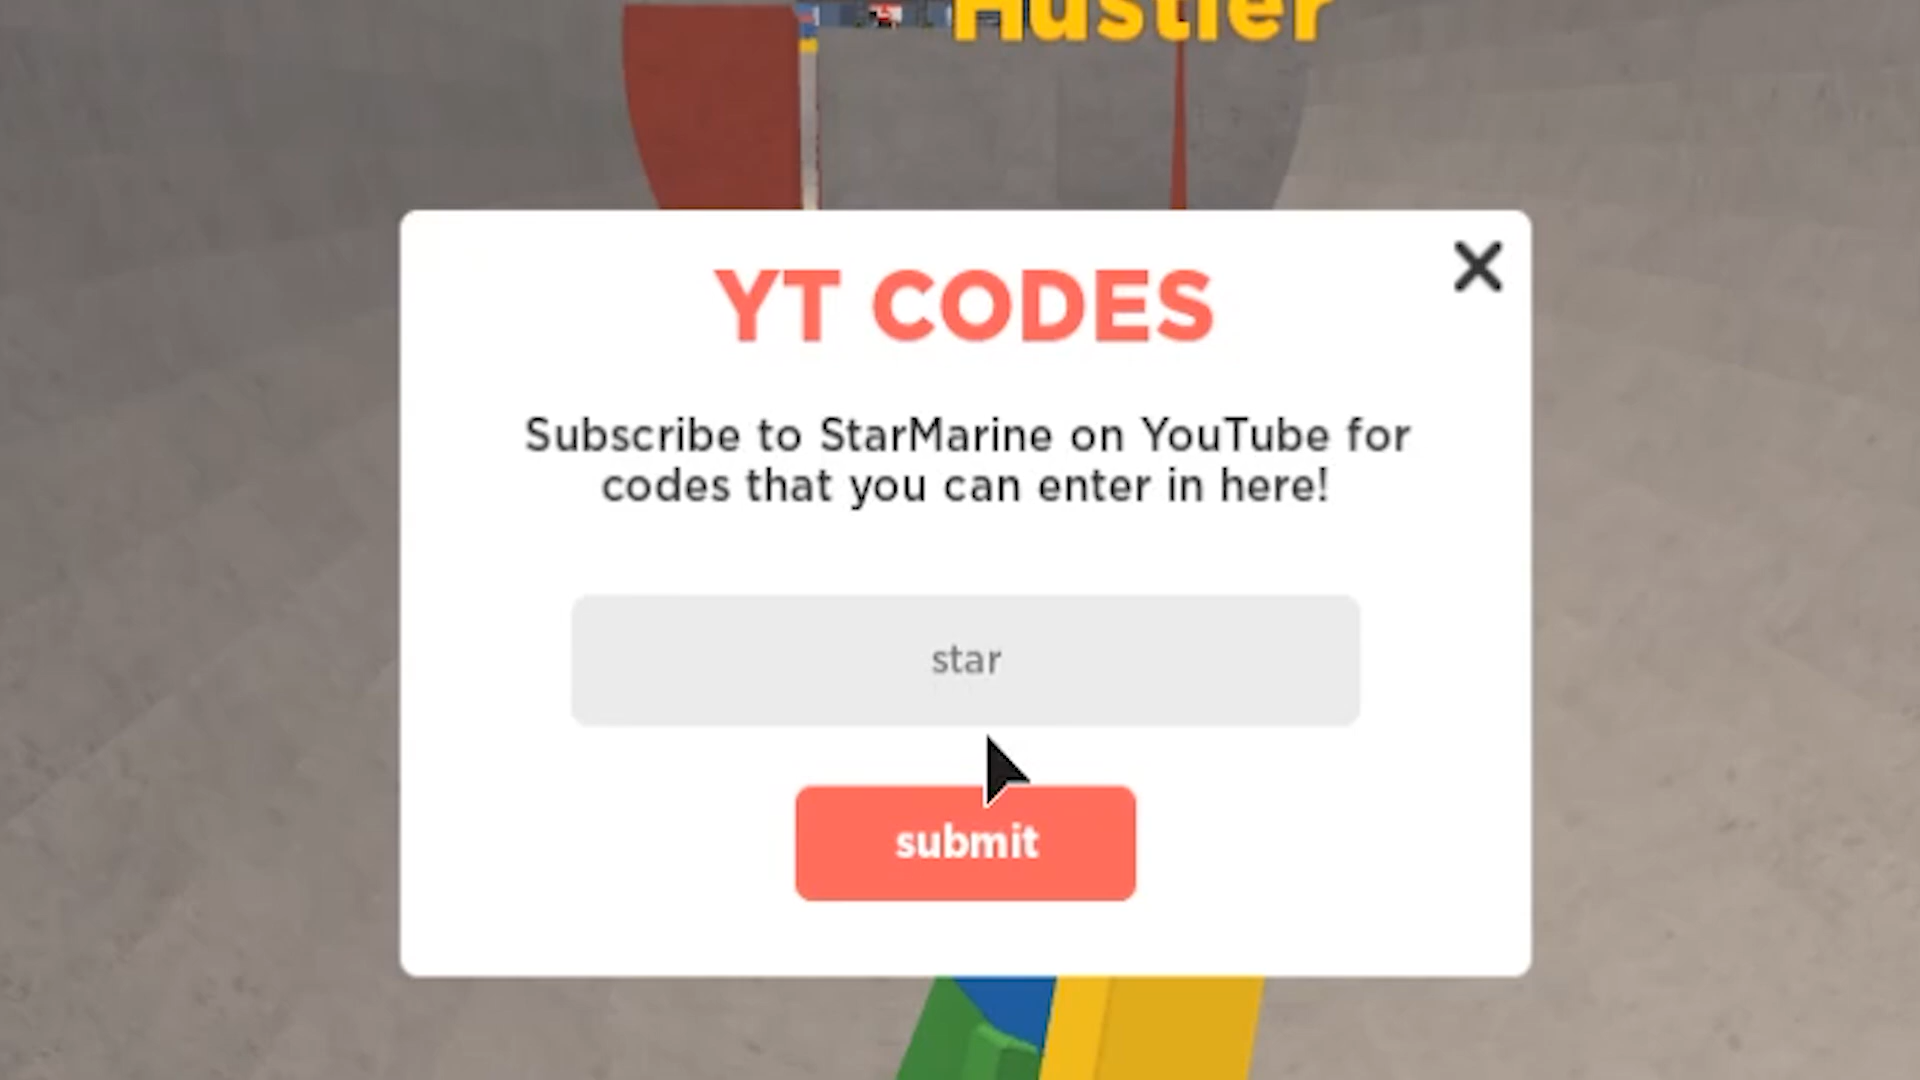 Hustler
YT CODES
Subscribe to StarMarine on YouTube for
codes that you can enter in here!
star
submit